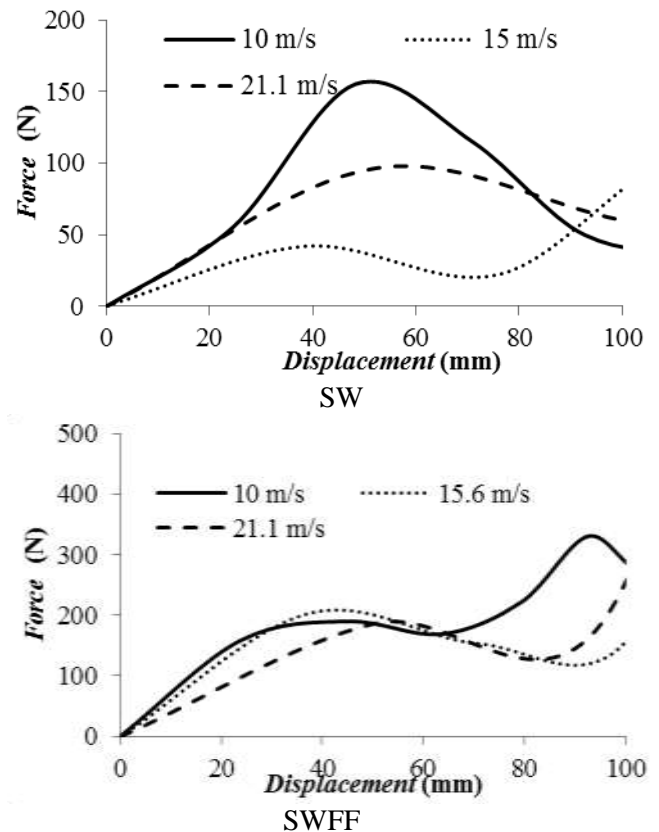 200
150
100
50
0
Force (N)
10 m/s
15 m/s
21.1 m/s
0 20 40 60 80 100
Displacement (mm)
SW
500
400
300
200
100
0
Force (N)
10 m/s
15.6 m/s
21.1 m/s
0 20 40 60 80 100
Displacement (mm)
SWFF